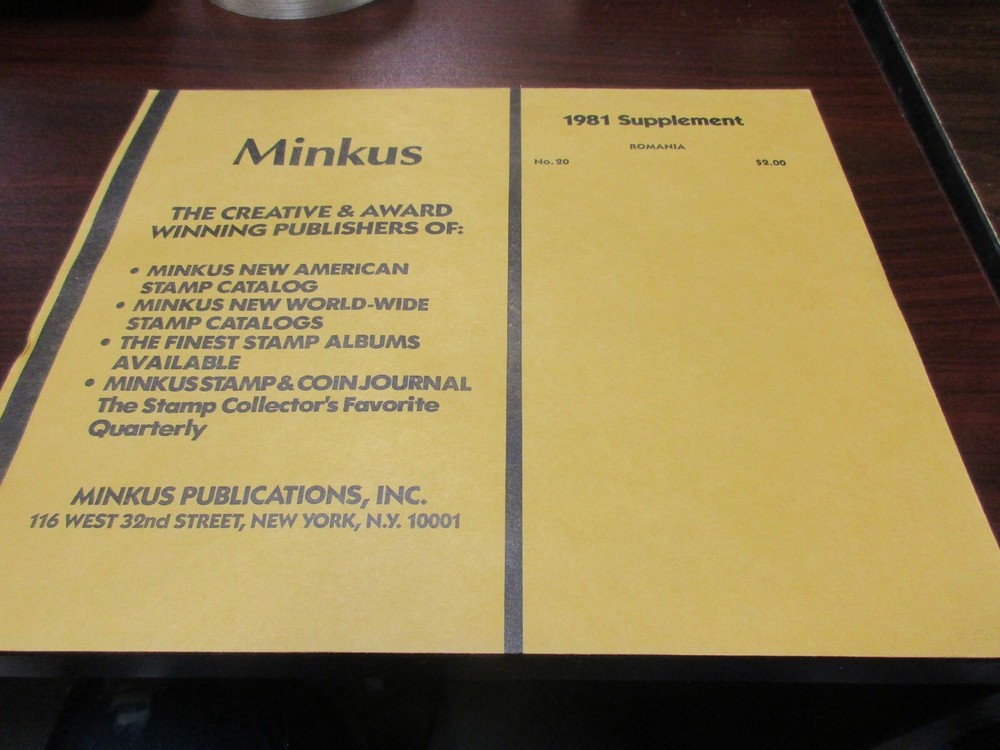 Minkus
THE CREATIVE & AWARD
WINNING PUBLISHERS OF:
• MINKUS NEW AMERICAN
STAMP CATALOG
• MINKUS NEW WORLD-WIDE
STAMP CATALOGS
• THE FINEST STAMP ALBUMS
AVAILABLE
• MINKUS STAMP & COIN JOURNAL
The Stamp Collector's Favorite
Quarterly
MINKUS PUBLICATIONS, INC.
116 WEST 32nd STREET, NEW YORK, N.Y. 10001
1981 Supplement
ROMANIA
No. 20 $2.00